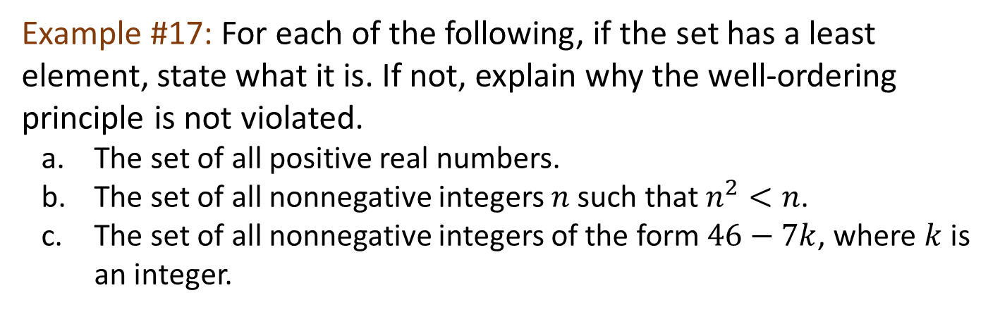 Example #17: For each of the following, if the set has a least
element, state what it is. If not, explain why the well-ordering
principle is not violated.
a. The set of all positive real numbers.
b. The set of all nonnegative integers 𝑛 such that 𝑛² < 𝑛.
c. The set of all nonnegative integers of the form 46 − 7𝑘, where 𝑘 is
an integer.